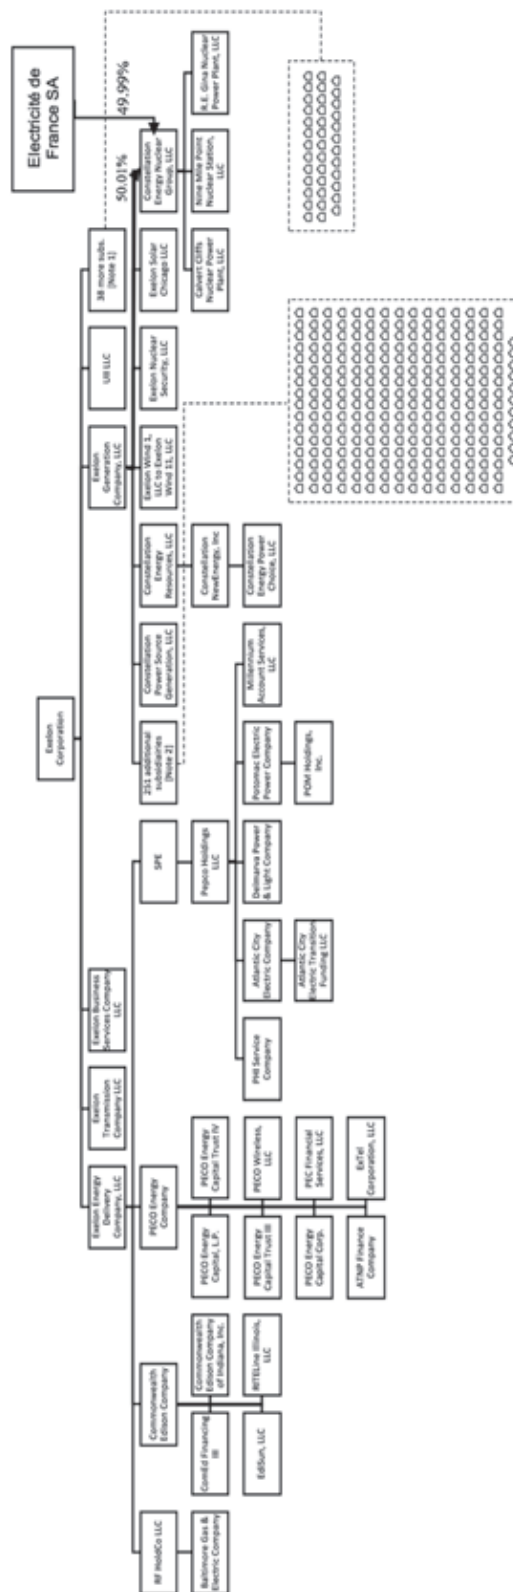 Electricité de
France SA
49.99%
50.01%
Exelon
Corporation
Exelon Energy
Delivery
Company, LLC
Exelon
Transmission
Company LLC
Exelon Business
Services Company
LLC
Exelon
Generation
Company, LLC
UII LLC
38 more subs.
(Note 1)
RF HoldCo LLC
Commonwealth
Edison Company
PECO Energy
Company
SPE
251 additional
subsidiairies
(Note 2)
Constellation
Power Source
Generation, LLC
Constellation
Energy
Resources, LLC
Exelon Wind 1,
LLC to Exelon
Wind 11, LLC
Exelon Nuclear
Security, LLC
Exelon Solar
Chicago LLC
Constellation
Energy Nuclear
Group, LLC
Baltimore Gas &
Electric Company
ComEd Financing
III
Commonwealth
Edison Company
of Indiana, Inc.
EdiSun, LLC
RITELine Illinois,
LLC
PECO Energy
Capital, L.P.
PECO Energy
Capital Trust IV
PECO Energy
Capital Trust III
PECO Wireless,
LLC
PECO Energy
Capital Corp.
PEC Financial
Services, LLC
ATNP Finance
Company
ExTel
Corporation, LLC
Pepco Holdings
LLC
PHI Service
Company
Atlantic City
Electric Company
Delmarva Power
& Light Company
Potomac Electric
Power Company
Millennium
Account Services,
LLC
Atlantic City
Electric Transition
Funding LLC
POM Holdings,
Inc.
Constellation
NewEnergy, Inc
Constellation
Energy Power
Choice, LLC
Calvert Cliffs
Nuclear Power
Plant, LLC
Nine Mile Point
Nuclear Station,
LLC
R.E. Gina Nuclear
Power Plant, LLC